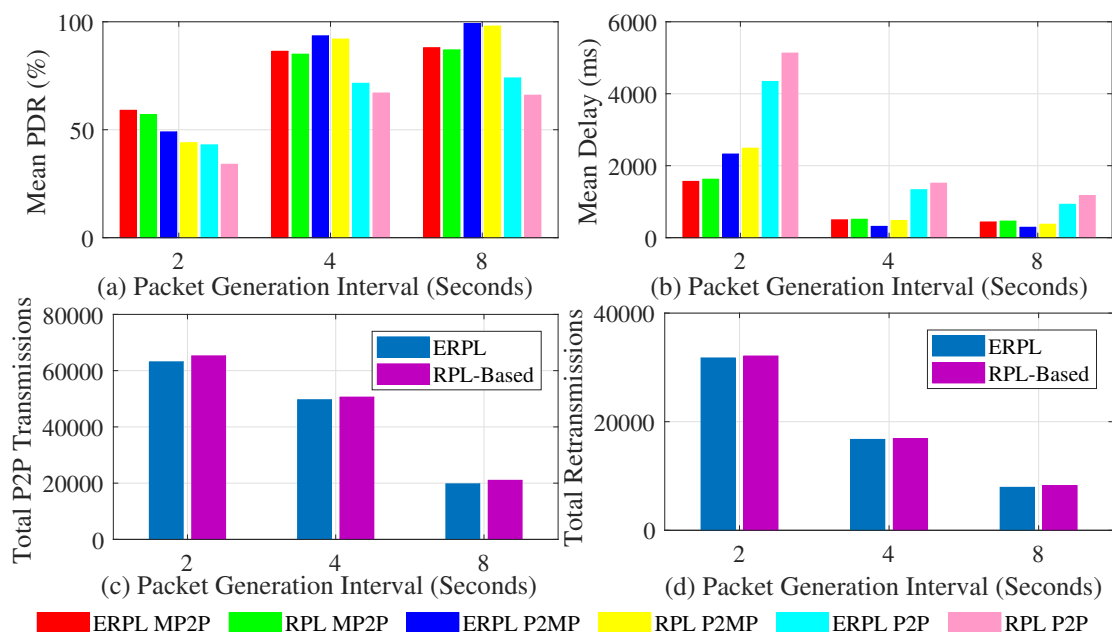 100
50
0
Mean PDR (%)
2 4 8
(a) Packet Generation Interval (Seconds)
6000
4000
2000
0
Mean Delay (ms)
2 4 8
(b) Packet Generation Interval (Seconds)
80000
60000
40000
20000
0
Total P2P Transmissions
ERPL
RPL-Based
2 4 8
(c) Packet Generation Interval (Seconds)
40000
20000
0
Total Retransmissions
ERPL
RPL-Based
2 4 8
(d) Packet Generation Interval (Seconds)
ERPL MP2P RPL MP2P ERPL P2MP RPL P2MP ERPL P2P RPL P2P